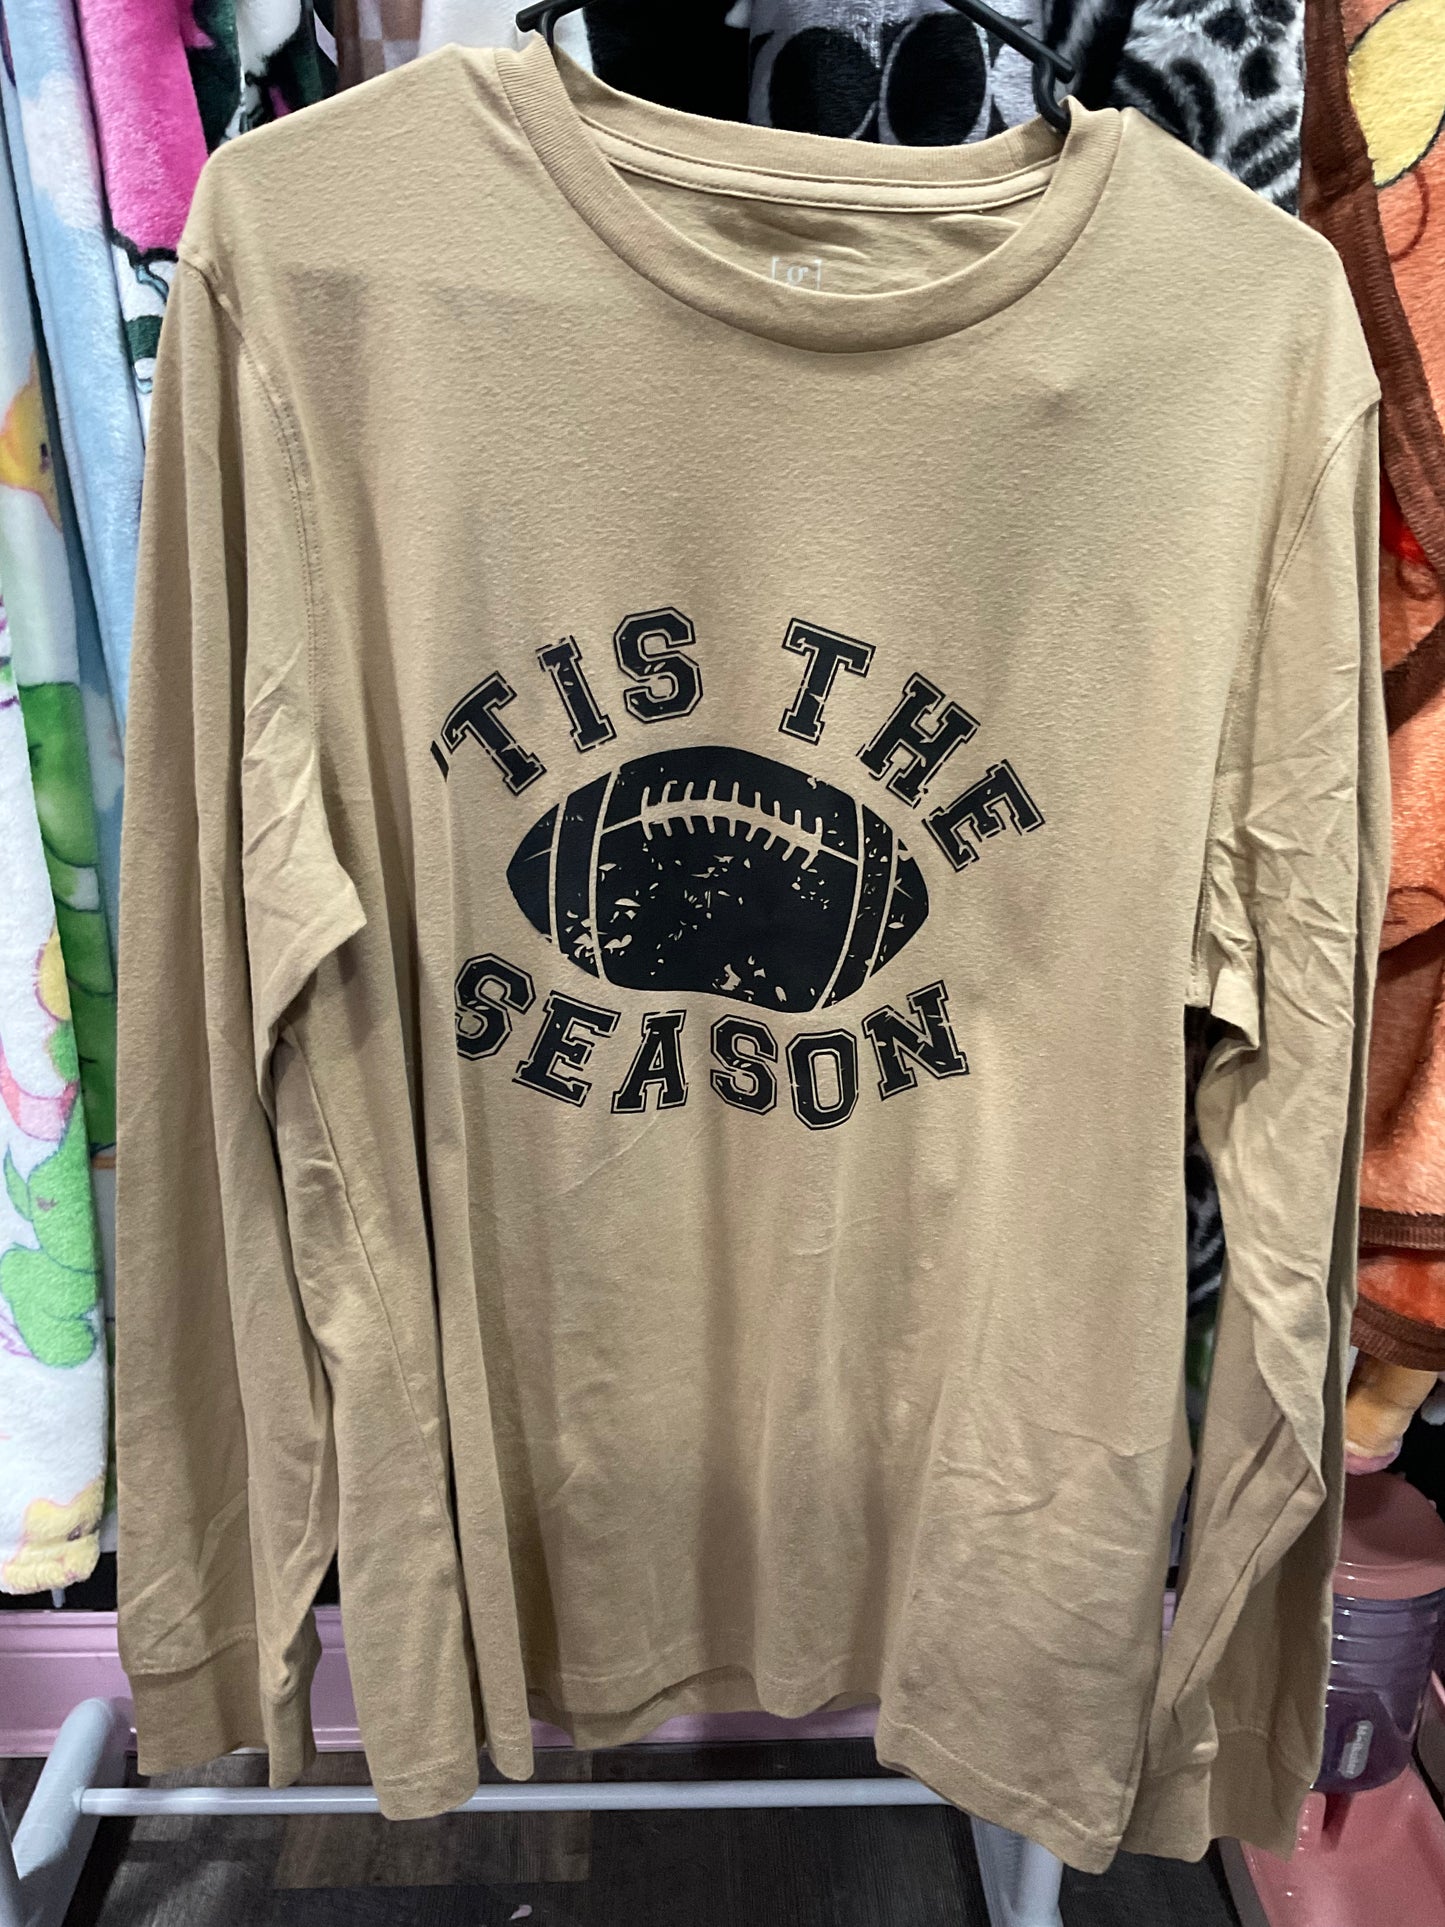 [g]
'TIS THE
SEASON